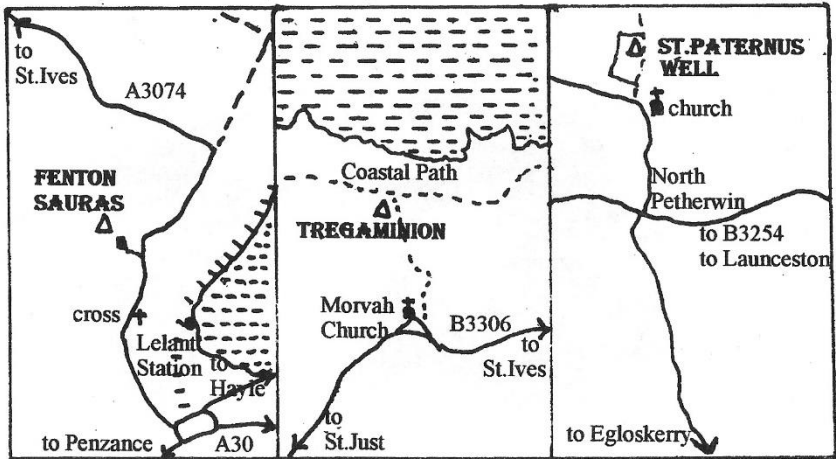 to
St.Ives
A3074
FENTON
SAURAS
cross
Lelant
Station
to
Hayle
to Penzance
A30
Coastal Path
TREGAMINION
Morvah
Church
B3306
to
St.Ives
to
St.Just
ST.PATERNUS
WELL
church
North
Petherwin
to B3254
to Launceston
to Egloskerry